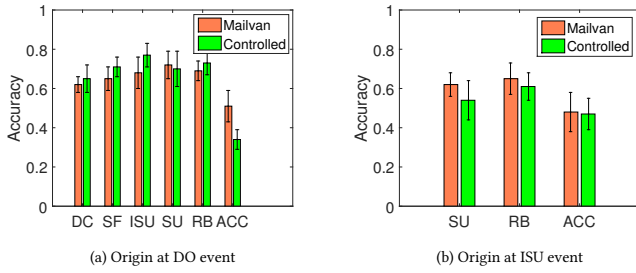 1
0.8
0.6
0.4
0.2
0
Accuracy
Mailvan
Controlled
DC SF ISU SU RB ACC
(a) Origin at DO event
1
0.8
0.6
0.4
0.2
0
Accuracy
Mailvan
Controlled
SU RB ACC
(b) Origin at ISU event